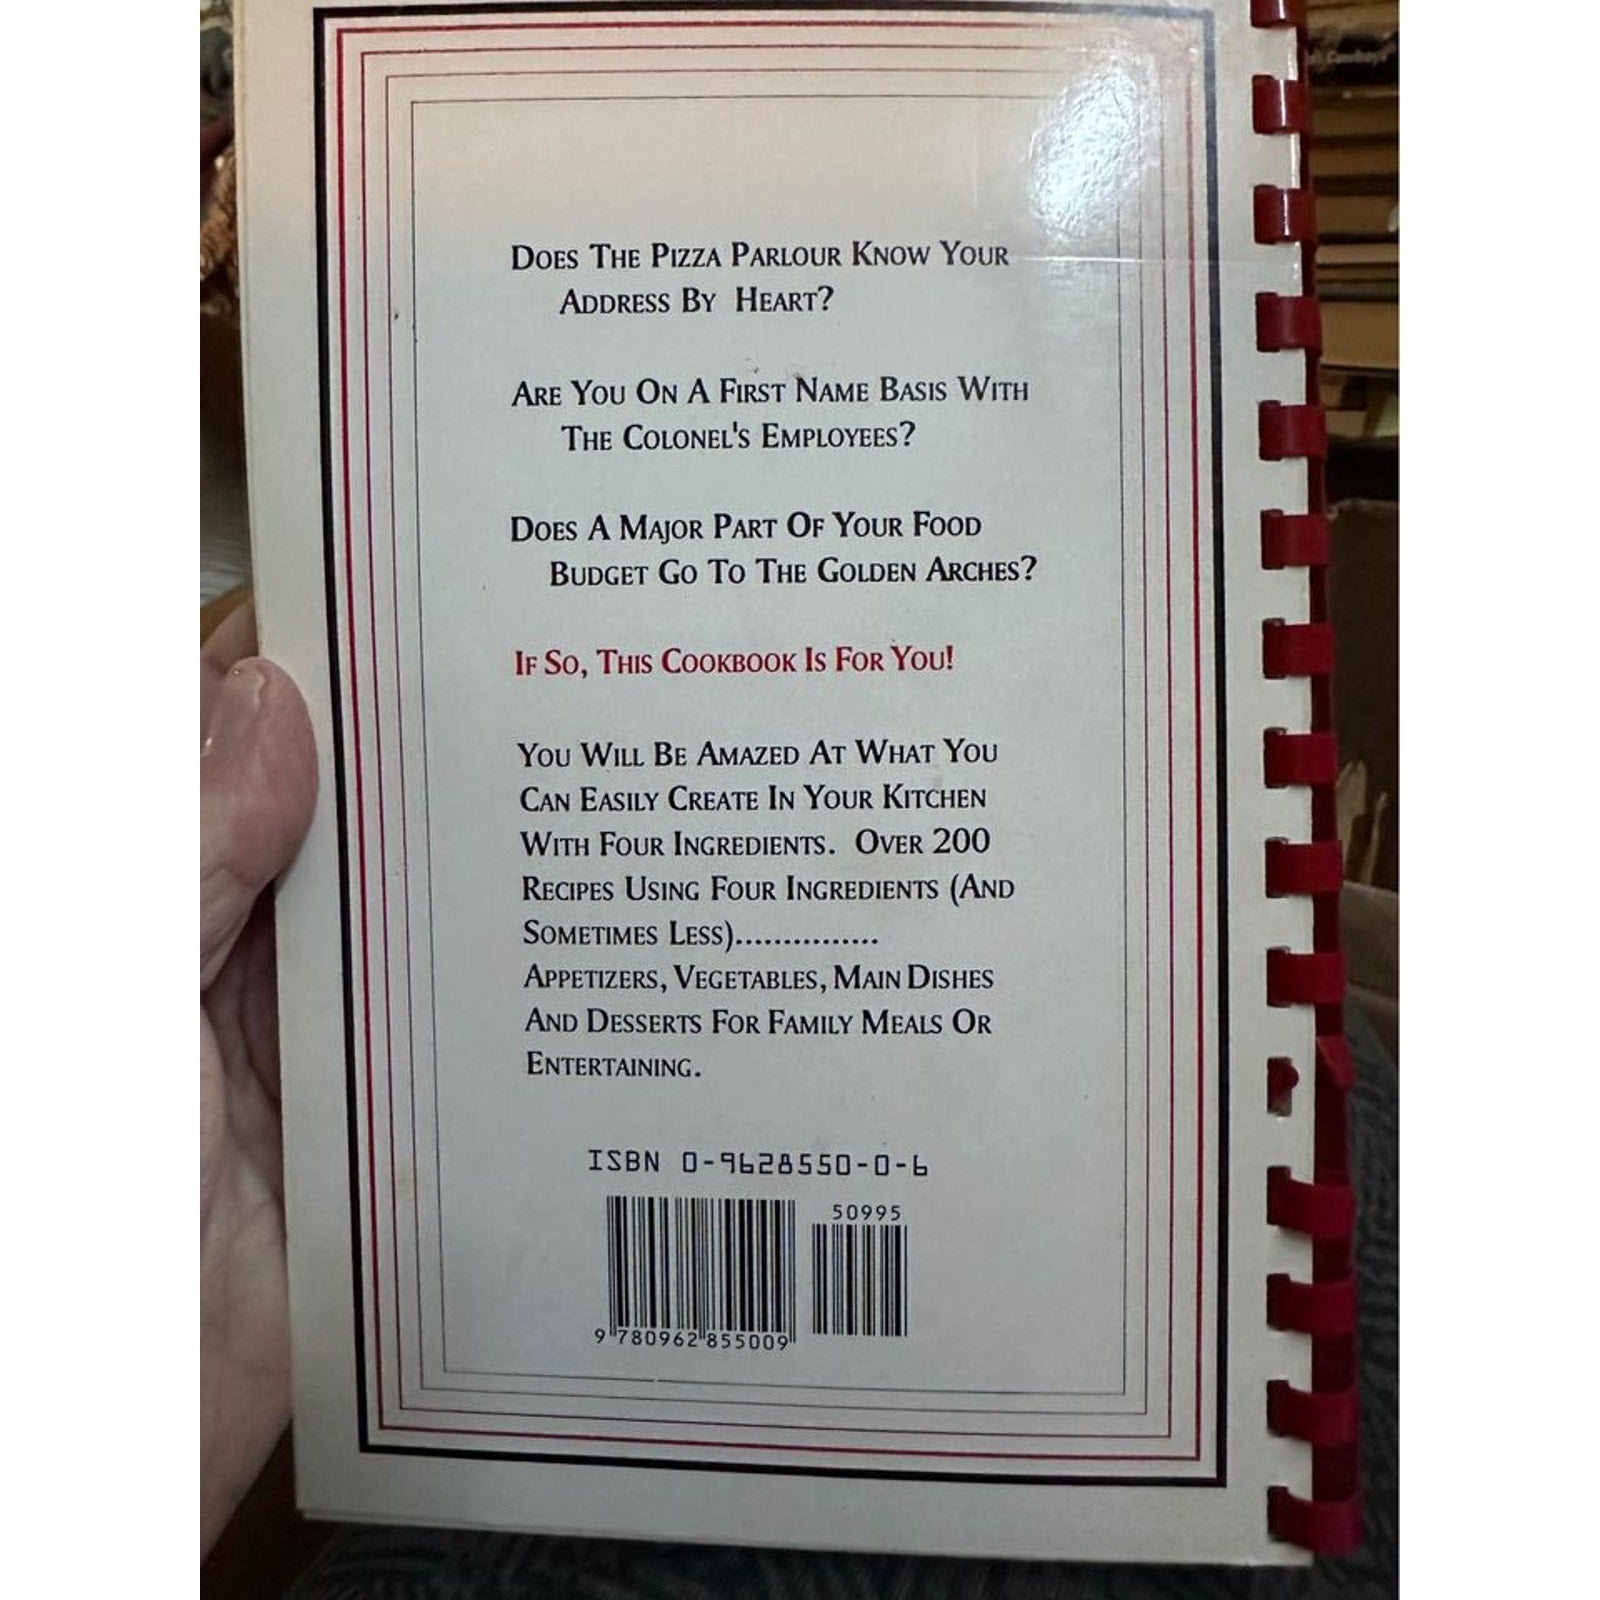 Does The Pizza Parlour Know Your
Address By Heart?
Are You On A First Name Basis With
The Colonel's Employees?
Does A Major Part Of Your Food
Budget Go To The Golden Arches?
If So, This Cookbook Is For You!
You Will Be Amazed At What You
Can Easily Create In Your Kitchen
With Four Ingredients. Over 200
Recipes Using Four Ingredients (And
Sometimes Less)...............
Appetizers, Vegetables, Main Dishes
And Desserts For Family Meals Or
Entertaining.
ISBN 0-9628550-0-6
50995
9 780962 855009